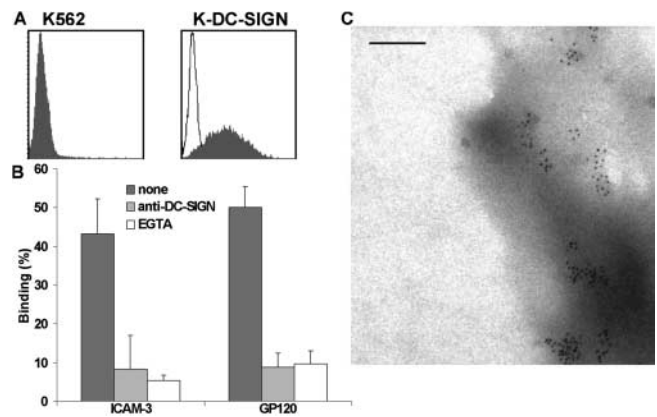 A
K562
K-DC-SIGN
C
B
60
50
40
30
20
10
0
Binding (%)
none
anti-DC-SIGN
EGTA
ICAM-3
GP120